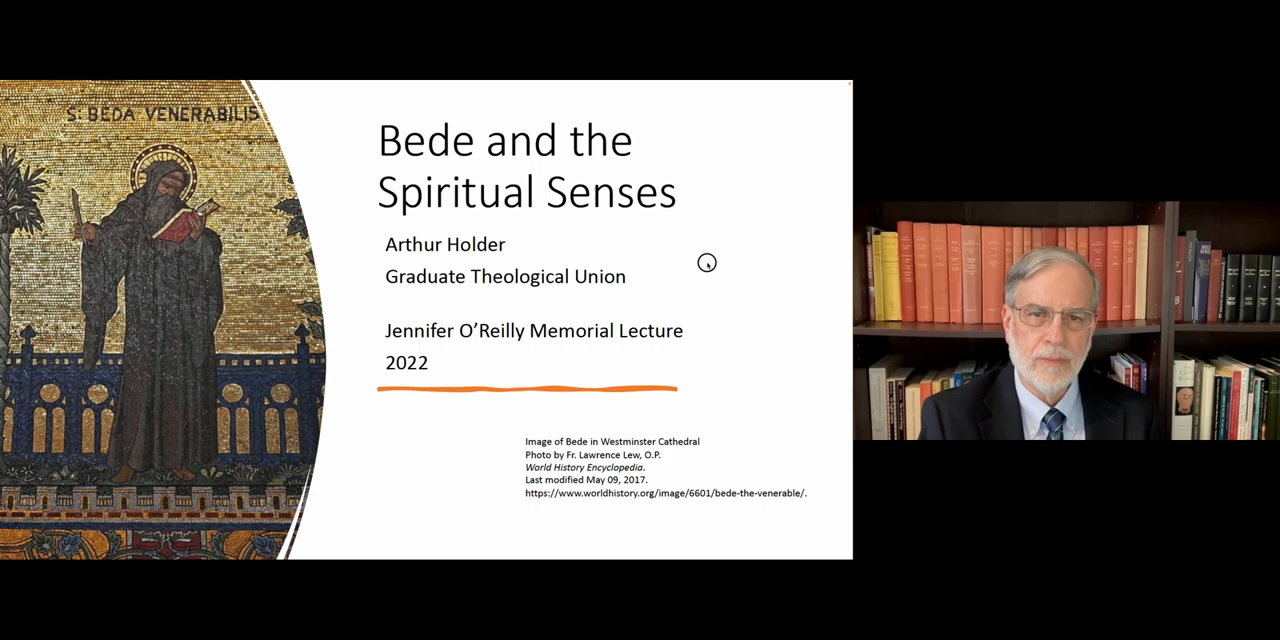 S: BEDA VENERABILIS
Bede and the
Spiritual Senses
Arthur Holder
Graduate Theological Union
Jennifer O’Reilly Memorial Lecture
2022
Image of Bede in Westminster Cathedral
Photo by Fr. Lawrence Lew, O.P.
World History Encyclopedia.
Last modified May 09, 2017.
https://www.worldhistory.org/image/6601/bede-the-venerable/.